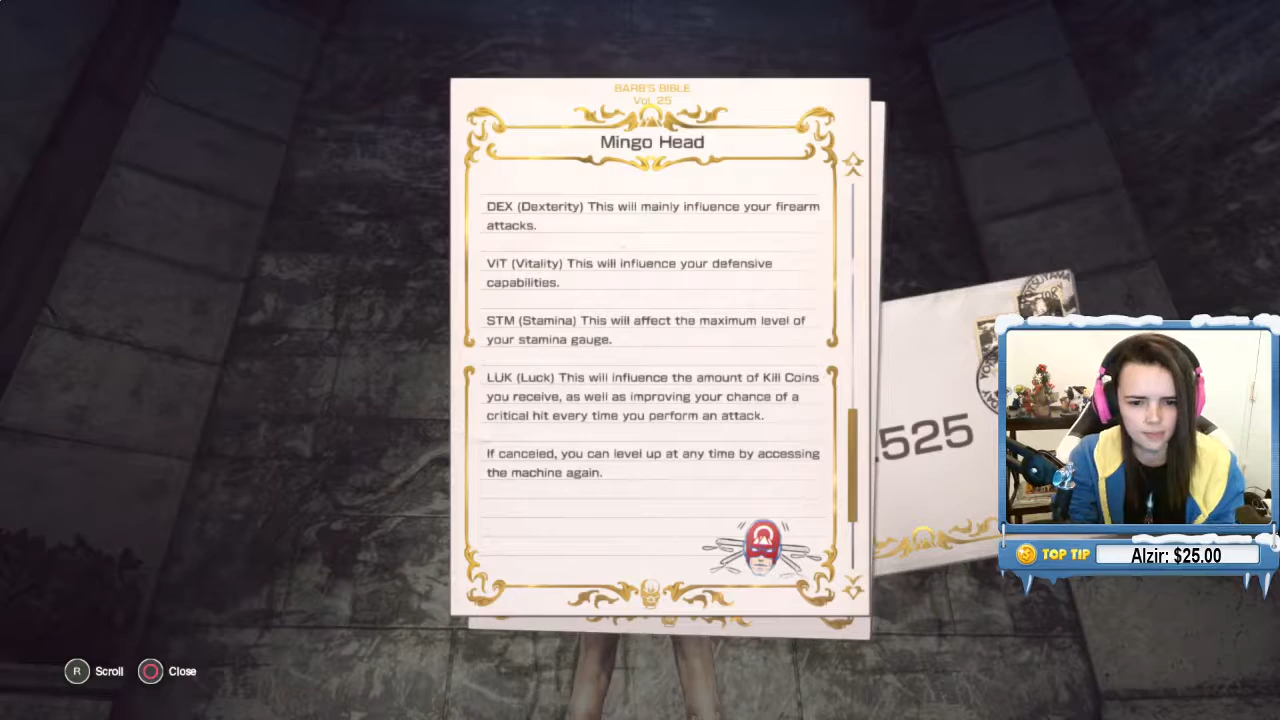 BARB'S BIBLE
Vol. 25
Mingo Head
DEX (Dexterity) This will mainly influence your firearm
attacks.
VIT (Vitality) This will influence your defensive
capabilities.
STM (Stamina) This will affect the maximum level of
your stamina gauge.
LUK (Luck) This will influence the amount of Kill Coins
you receive, as well as improving your chance of a
critical hit every time you perform an attack.
If canceled, you can level up at any time by accessing
the machine again.
525
TOP TIP
Alzir: $25.00
R Scroll
Close